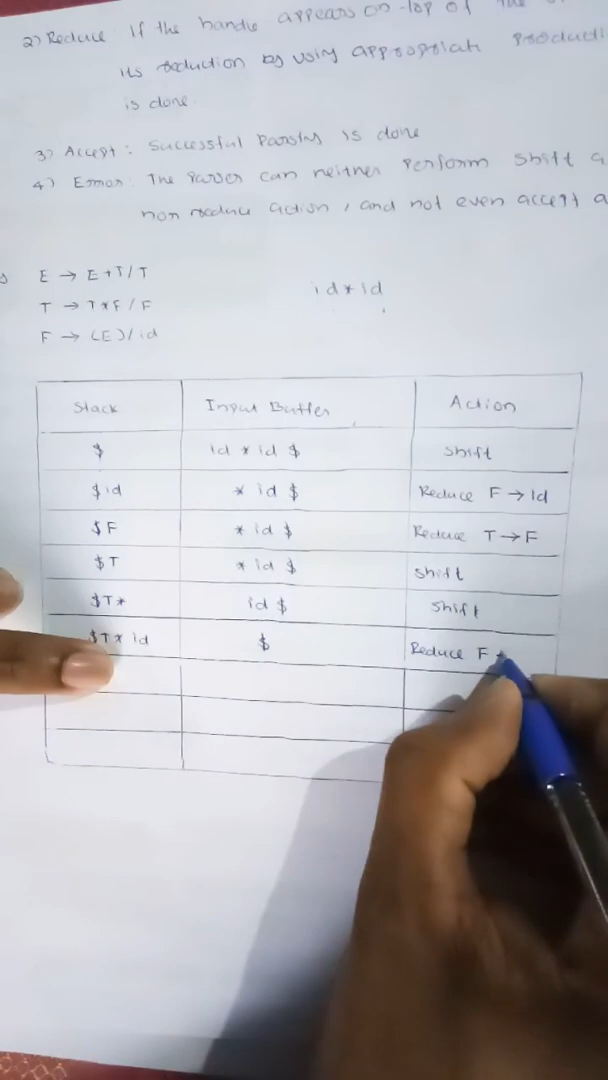 2) Reduce If the handle appears on top of the
its reduction by using appropriate producti
is done.
3) Accept: Successful Parsing is done
4) Error: The Parser can neither perform shift a
non reduce action, and not even accept a
E → E+T/T
id*id
T → T*F/F
F → (E)/id
Stack Input Buffer Action
$ id * id $ shift
$id * id $ Reduce F → Id
$F * id $ Reduce T → F
$T * id $ shift
$T* id $ shift
$T* id $ Reduce F →